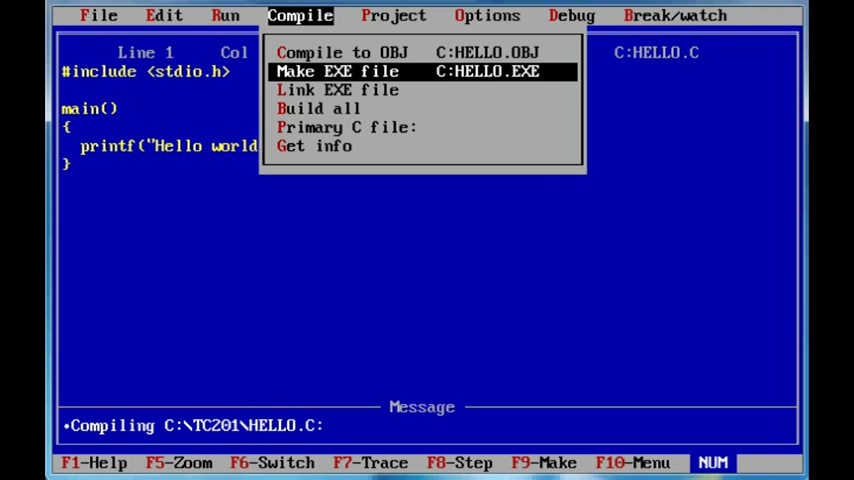 File Edit Run Compile Project Options Debug Break/watch
Line 1 Col C:HELLO.C
Compile to OBJ C:HELLO.OBJ
Make EXE file C:HELLO.EXE
Link EXE file
Build all
Primary C file:
Get info
#include <stdio.h>
main()
{
printf("Hello world
}
Message
•Compiling C:\TC201\HELLO.C:
F1-Help F5-Zoom F6-Switch F7-Trace F8-Step F9-Make F10-Menu NUM